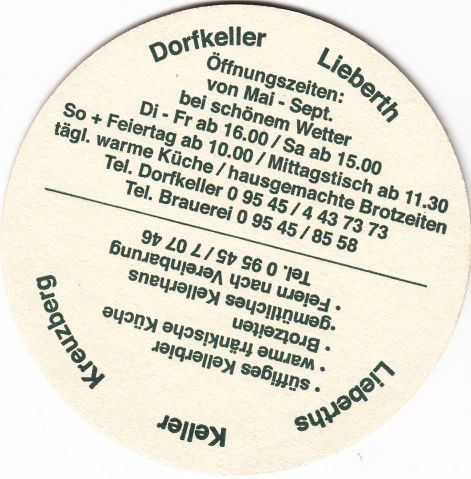 Dorfkeller Lieberth
Öffnungszeiten:
von Mai - Sept.
bei schönem Wetter
Di - Fr ab 16.00 / Sa ab 15.00
So + Feiertag ab 10.00 / Mittagstisch ab 11.30
tägl. warme Küche / hausgemachte Brotzeiten
Tel. Dorfkeller 0 95 45 / 4 43 73 73
Tel. Brauerei 0 95 45 / 85 58
Lieberths Keller Kreuzberg
• süffiges Kellerbier
• warme fränkische Küche
• Brotzeiten
•gemütliches Kellerhaus
• Feiern nach Vereinbarung
Tel. 0 95 45 / 7 07 46